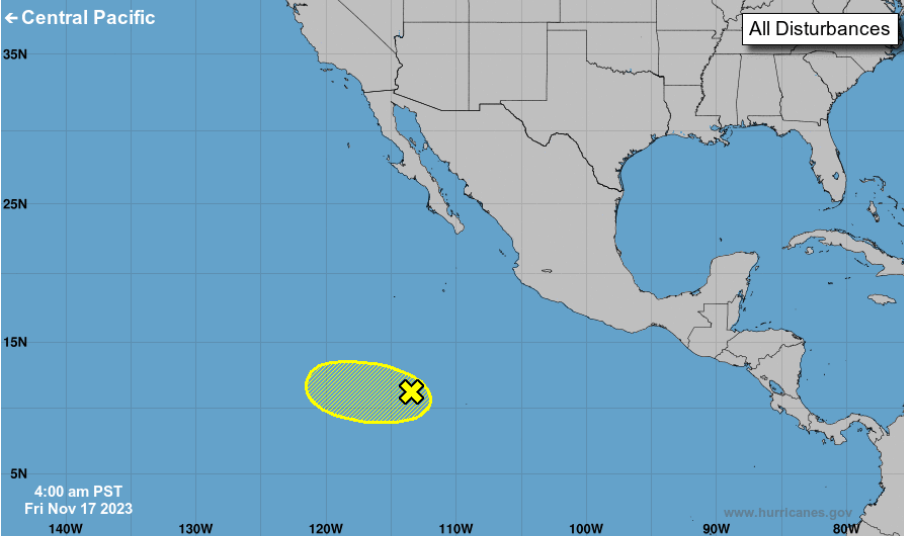 ← Central Pacific
All Disturbances
35N
25N
15N
5N
4:00 am PST
Fri Nov 17 2023
www.hurricanes.gov
140W 130W 120W 110W 100W 90W 80W